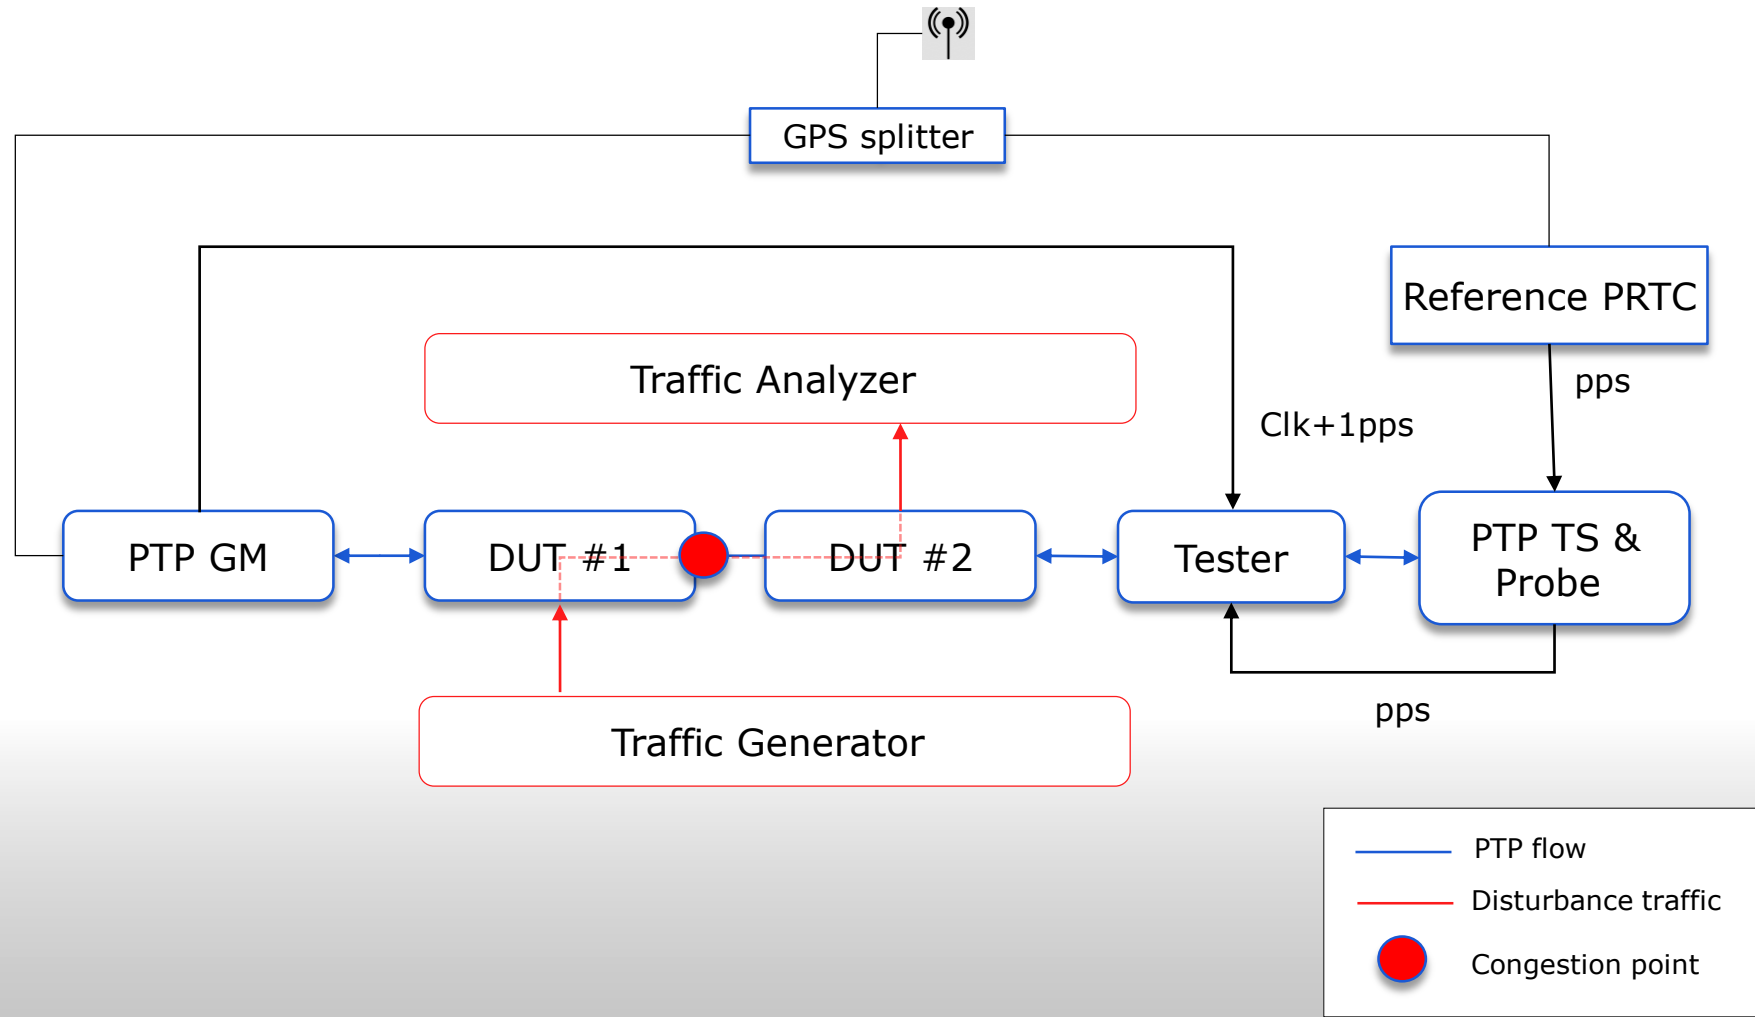 GPS splitter
Reference PRTC
pps
Traffic Analyzer
Clk+1pps
PTP GM
DUT #1
DUT #2
Tester
PTP TS &
Probe
pps
Traffic Generator
PTP flow
Disturbance traffic
Congestion point